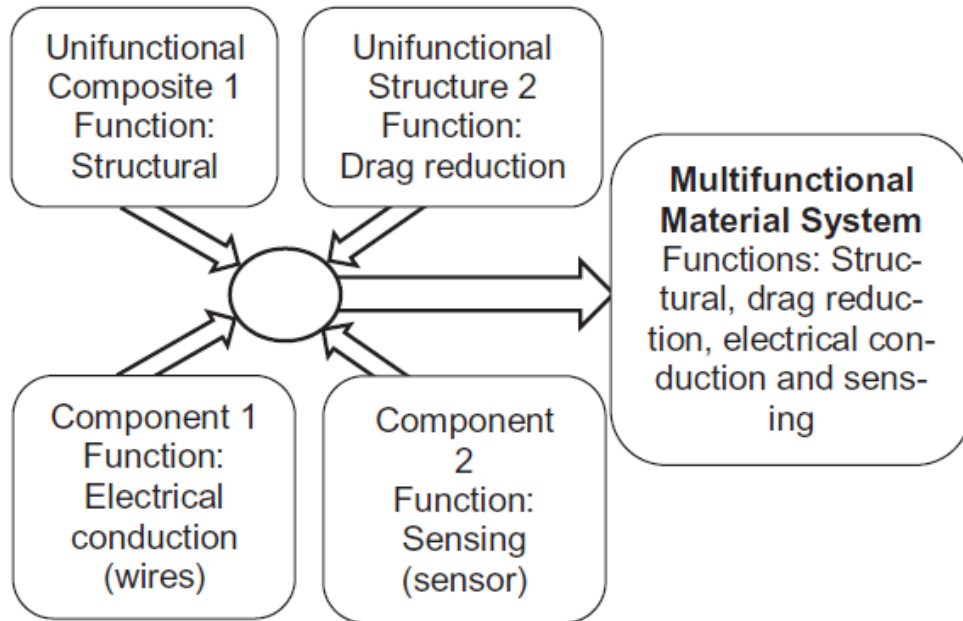 Unifunctional
Composite 1
Function:
Structural
Unifunctional
Structure 2
Function:
Drag reduction
Multifunctional
Material System
Functions: Struc-
tural, drag reduc-
tion, electrical con-
duction and sens-
ing
Component 1
Function:
Electrical
conduction
(wires)
Component
2
Function:
Sensing
(sensor)